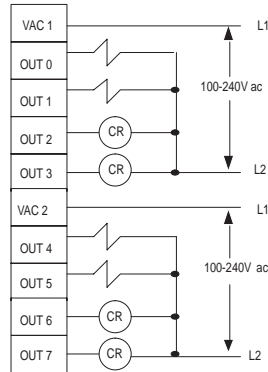 VAC 1 L1
OUT 0
OUT 1 100-240V ac
OUT 2 CR
OUT 3 CR L2
VAC 2 L1
OUT 4
OUT 5 100-240V ac
OUT 6 CR
OUT 7 CR L2